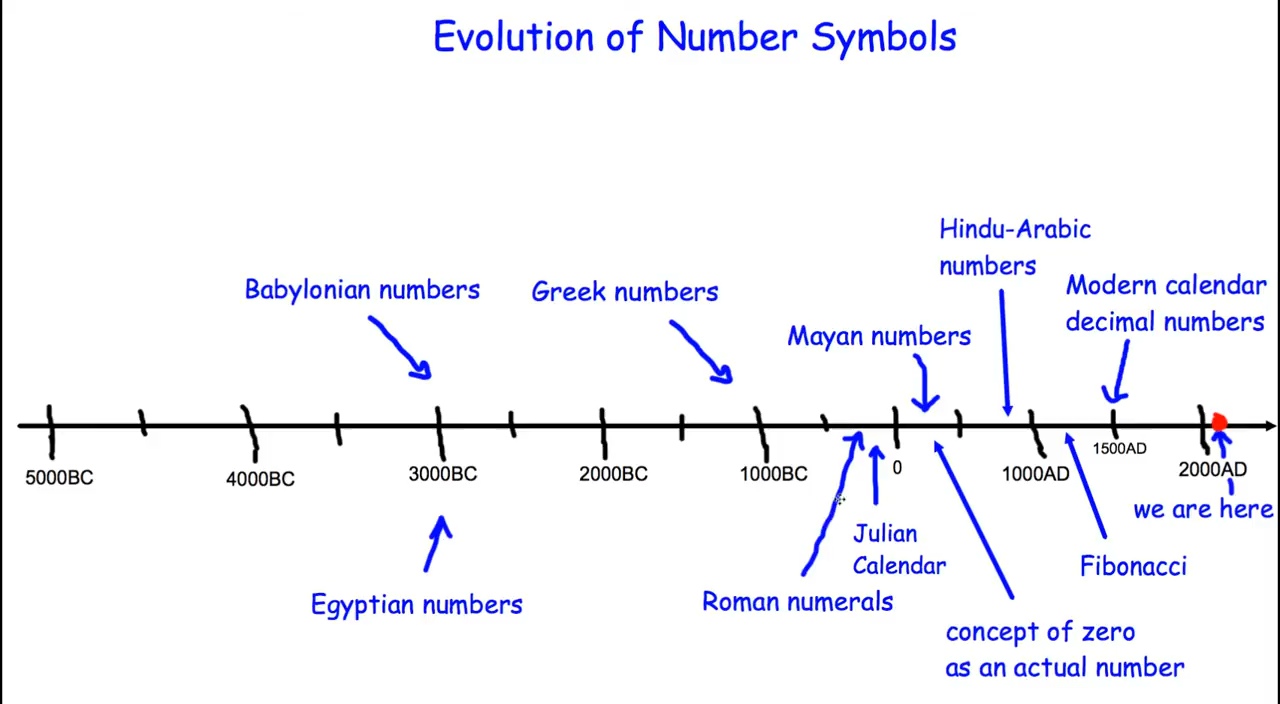 Evolution of Number Symbols
Hindu-Arabic
numbers
Babylonian numbers
Greek numbers
Modern calendar
decimal numbers
Mayan numbers
5000BC
4000BC
3000BC
2000BC
1000BC
0
1000AD
1500AD
2000AD
we are here
Julian
Calendar
Fibonacci
Egyptian numbers
Roman numerals
concept of zero
as an actual number